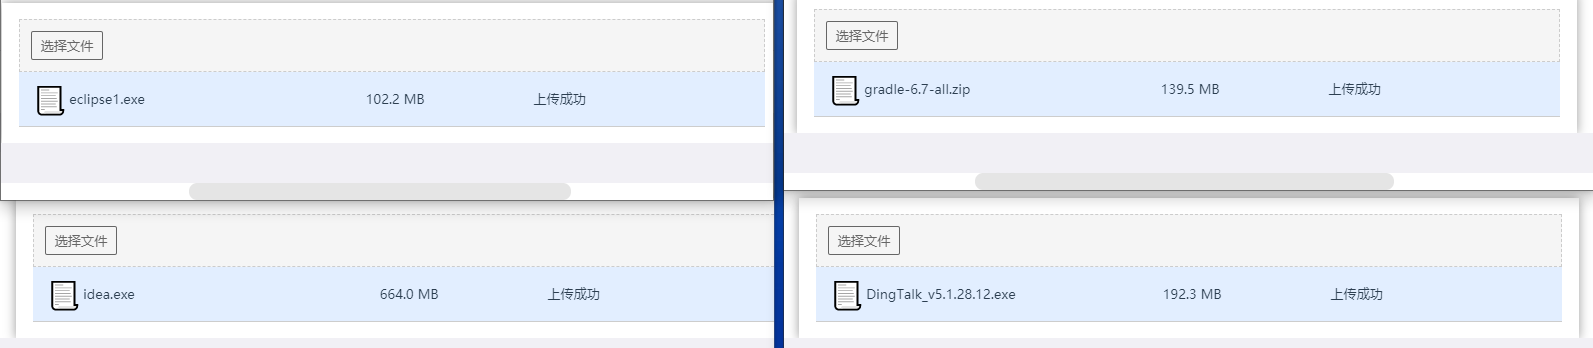 选择文件
eclipse1.exe 102.2 MB 上传成功
选择文件
gradle-6.7-all.zip 139.5 MB 上传成功
选择文件
idea.exe 664.0 MB 上传成功
选择文件
DingTalk_v5.1.28.12.exe 192.3 MB 上传成功